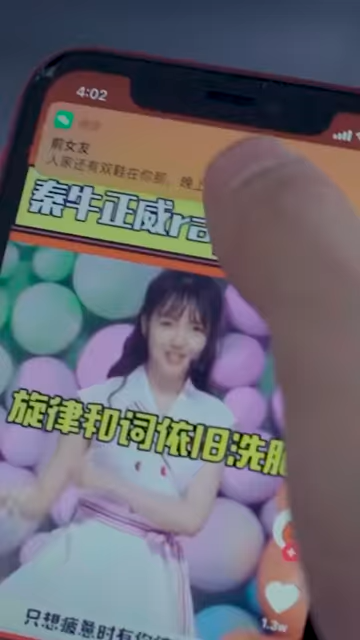 4:02
前女友
人家还有双鞋在你那，晚上
秦牛正威
旋律和词依旧洗脑
只想疲惫时有你
1.3w